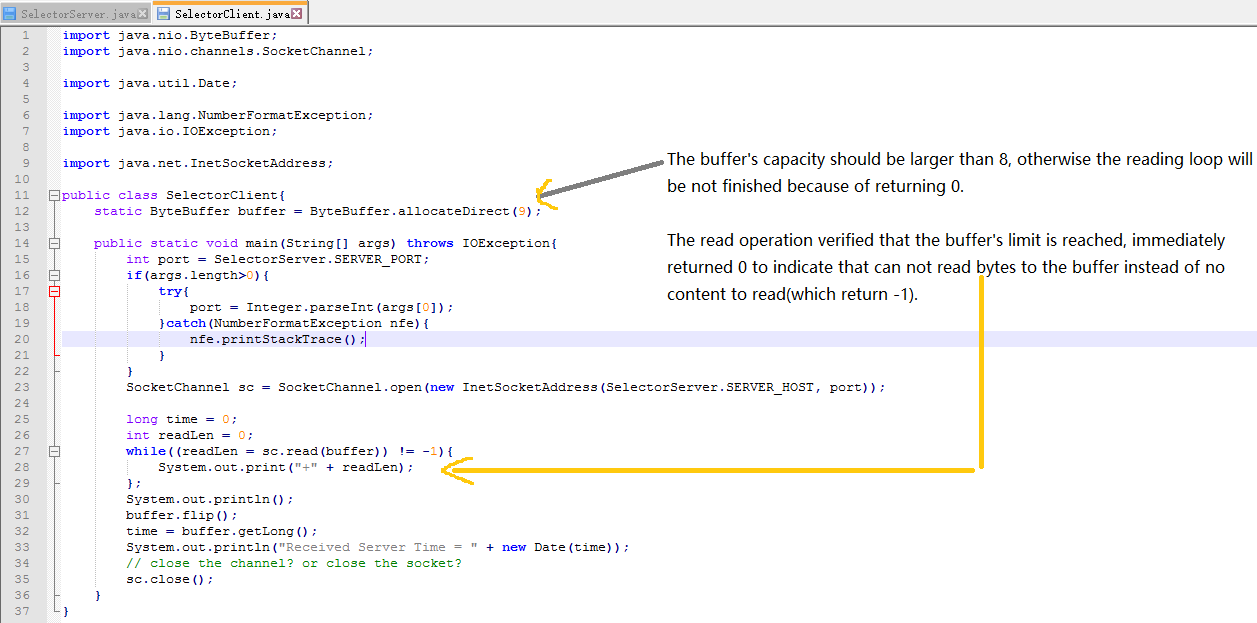 SelectorServer.java
SelectorClient.java
1 import java.nio.ByteBuffer;
2 import java.nio.channels.SocketChannel;
3
4 import java.util.Date;
5
6 import java.lang.NumberFormatException;
7 import java.io.IOException;
8
9 import java.net.InetSocketAddress;
10
11 public class SelectorClient{
12     static ByteBuffer buffer = ByteBuffer.allocateDirect(9);
13
14     public static void main(String[] args) throws IOException{
15         int port = SelectorServer.SERVER_PORT;
16         if(args.length>0){
17             try{
18                 port = Integer.parseInt(args[0]);
19             }catch(NumberFormatException nfe){
20                 nfe.printStackTrace();
21             }
22         }
23         SocketChannel sc = SocketChannel.open(new InetSocketAddress(SelectorServer.SERVER_HOST, port));
24
25         long time = 0;
26         int readLen = 0;
27         while((readLen = sc.read(buffer)) != -1){
28             System.out.print("+" + readLen);
29         };
30         System.out.println();
31         buffer.flip();
32         time = buffer.getLong();
33         System.out.println("Received Server Time = " + new Date(time));
34         // close the channel? or close the socket?
35         sc.close();
36     }
37 }
The buffer's capacity should be larger than 8, otherwise the reading loop will
be not finished because of returning 0.
The read operation verified that the buffer's limit is reached, immediately
returned 0 to indicate that can not read bytes to the buffer instead of no
content to read(which return -1).